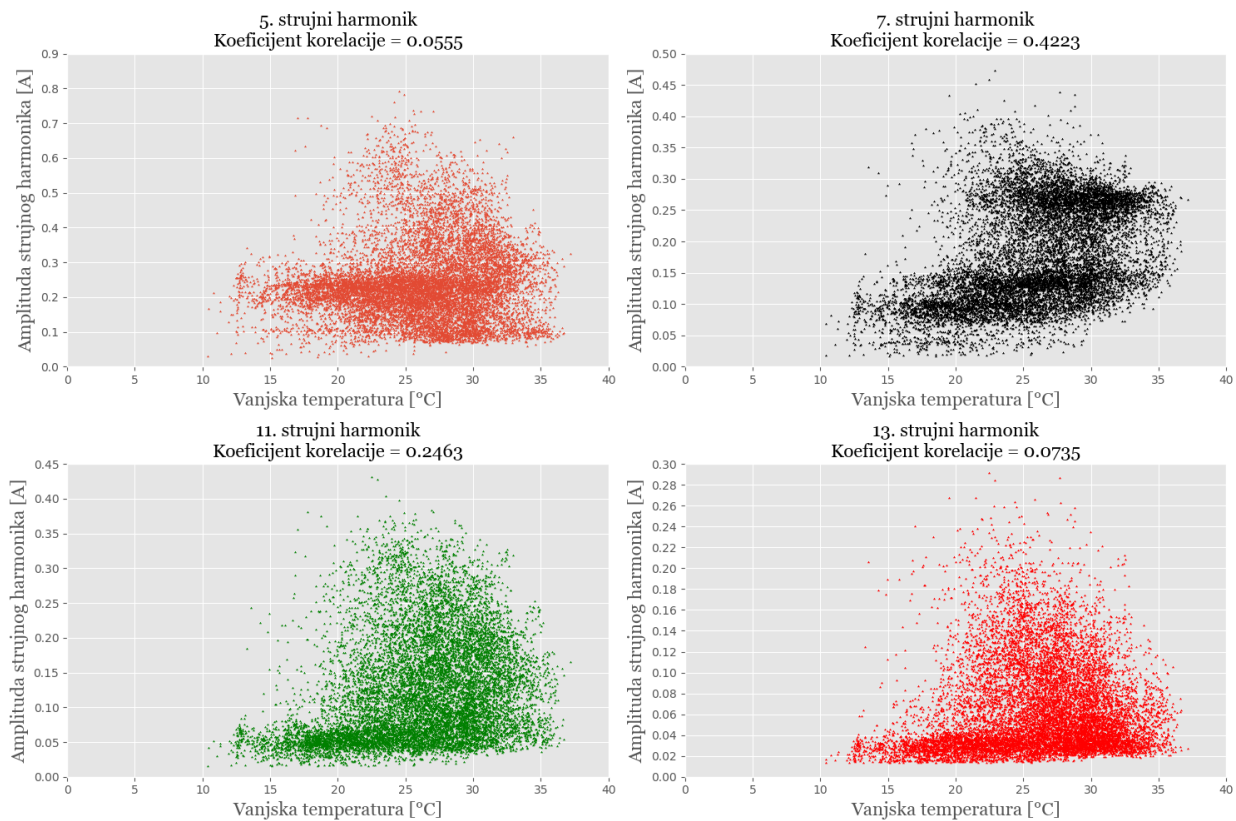 5. strujni harmonik
Koeficijent korelacije = 0.0555
Amplituda strujnog harmonika [A]
0.9
0.8
0.7
0.6
0.5
0.4
0.3
0.2
0.1
0.0
0 5 10 15 20 25 30 35 40
Vanjska temperatura [°C]
7. strujni harmonik
Koeficijent korelacije = 0.4223
Amplituda strujnog harmonika [A]
0.50
0.45
0.40
0.35
0.30
0.25
0.20
0.15
0.10
0.05
0.00
0 5 10 15 20 25 30 35 40
Vanjska temperatura [°C]
11. strujni harmonik
Koeficijent korelacije = 0.2463
Amplituda strujnog harmonika [A]
0.45
0.40
0.35
0.30
0.25
0.20
0.15
0.10
0.05
0.00
0 5 10 15 20 25 30 35 40
Vanjska temperatura [°C]
13. strujni harmonik
Koeficijent korelacije = 0.0735
Amplituda strujnog harmonika [A]
0.30
0.28
0.26
0.24
0.22
0.20
0.18
0.16
0.14
0.12
0.10
0.08
0.06
0.04
0.02
0.00
0 5 10 15 20 25 30 35 40
Vanjska temperatura [°C]